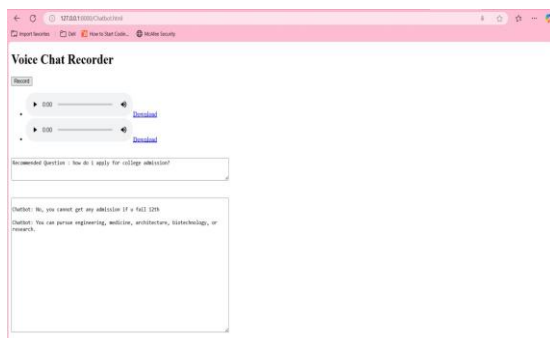 127.0.0.1:8000/Chatbot.html
Import favorites Dell How to Start Code... McAfee Security
Voice Chat Recorder
Record
0:00
Download
0:00
Download
Recommended Question : how do i apply for college admission?
Chatbot: No, you cannot get any admission if u fail 12th
Chatbot: You can pursue engineering, medicine, architecture, biotechnology, or
research.